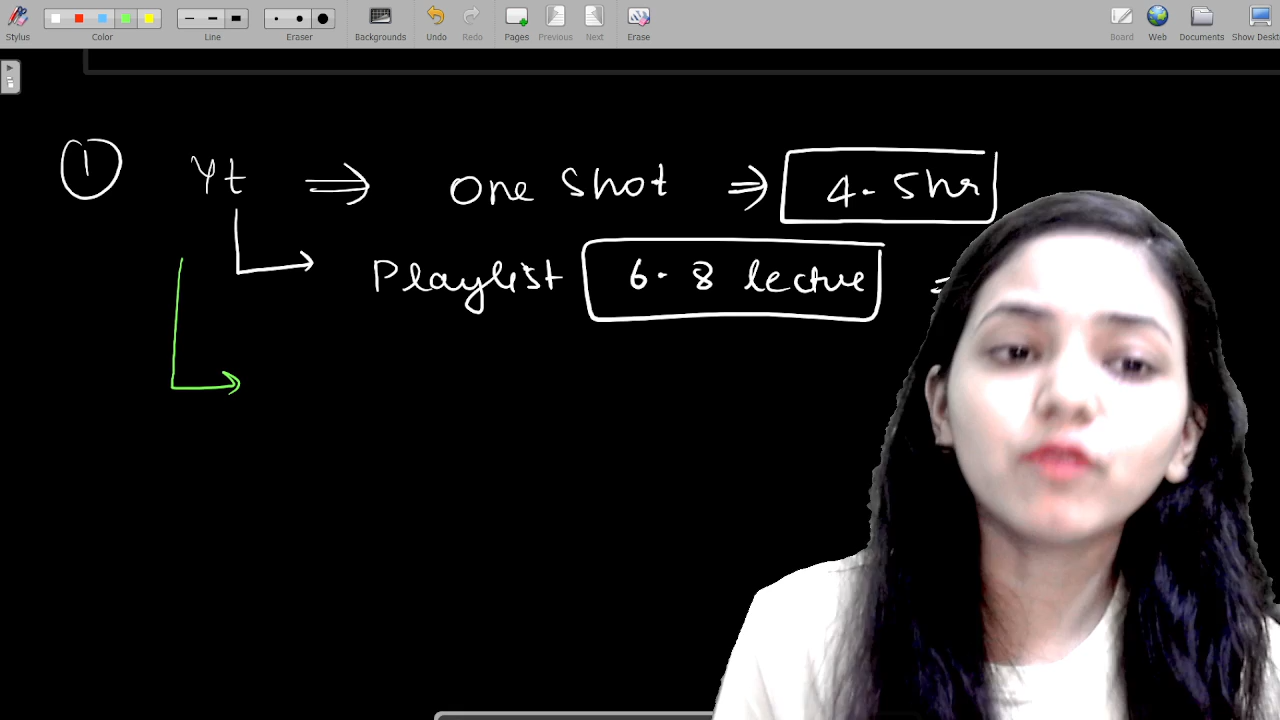 Stylus Color Line Eraser Backgrounds Undo Redo Pages Previous Next Erase Board Web Documents Show Deskt
① Yt ⇒ One Shot ⇒ 4-5hr
Playlist 6-8 lectue =